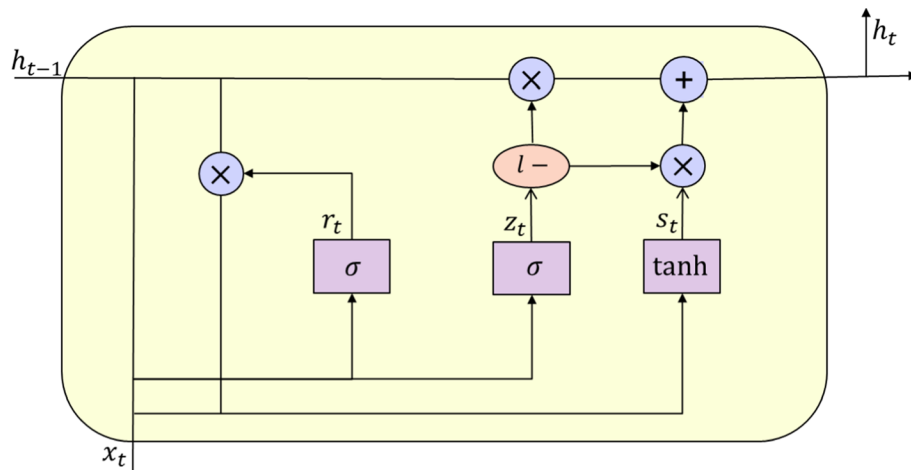 h_t
h_{t−1}
× +
l − ×
×
r_t z_t s_t
σ σ tanh
x_t